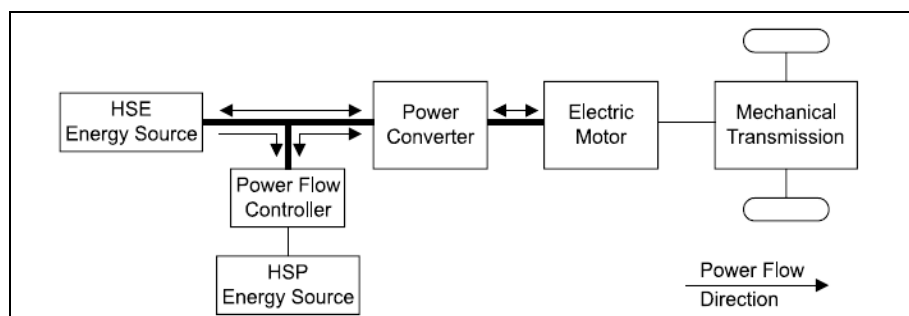 HSE
Energy Source
Power
Converter
Electric
Motor
Mechanical
Transmission
Power Flow
Controller
HSP
Energy Source
Power Flow
Direction